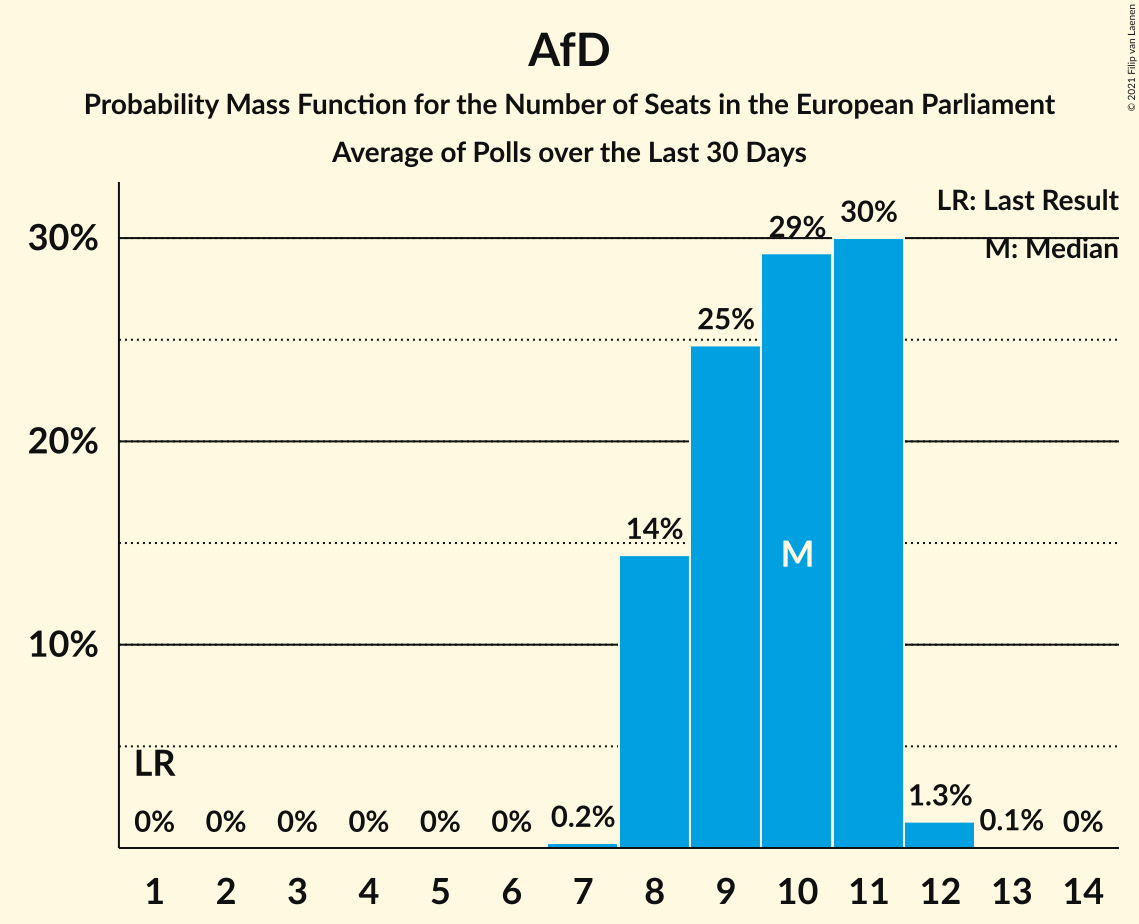 AfD
Probability Mass Function for the Number of Seats in the European Parliament
Average of Polls over the Last 30 Days
© 2021 Filip van Laenen
LR: Last Result
M: Median
30%
20%
10%
LR
0% 0% 0% 0% 0% 0% 0.2% 14% 25% 29% 30% 1.3% 0.1% 0%
M
1 2 3 4 5 6 7 8 9 10 11 12 13 14